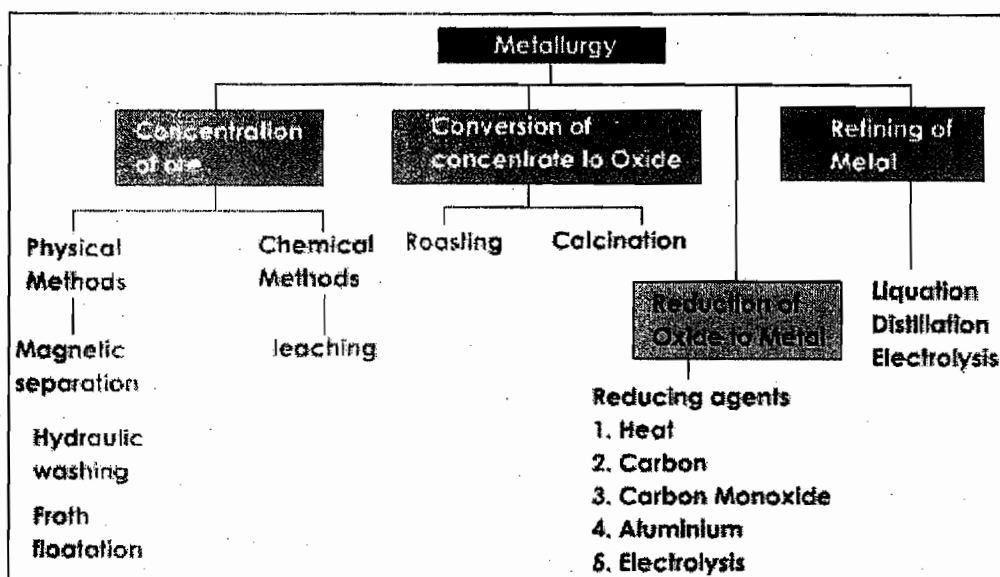 Metallurgy
Concentration
of ore
Conversion of
concentrate to Oxide
Refining of
Metal
Physical
Methods
Chemical
Methods
Roasting
Calcination
Reduction of
Oxide to Metal
Liquation
Distillation
Electrolysis
Magnetic
separation
leaching
Hydraulic
washing
Froth
floatation
Reducing agents
1. Heat
2. Carbon
3. Carbon Monoxide
4. Aluminium
5. Electrolysis